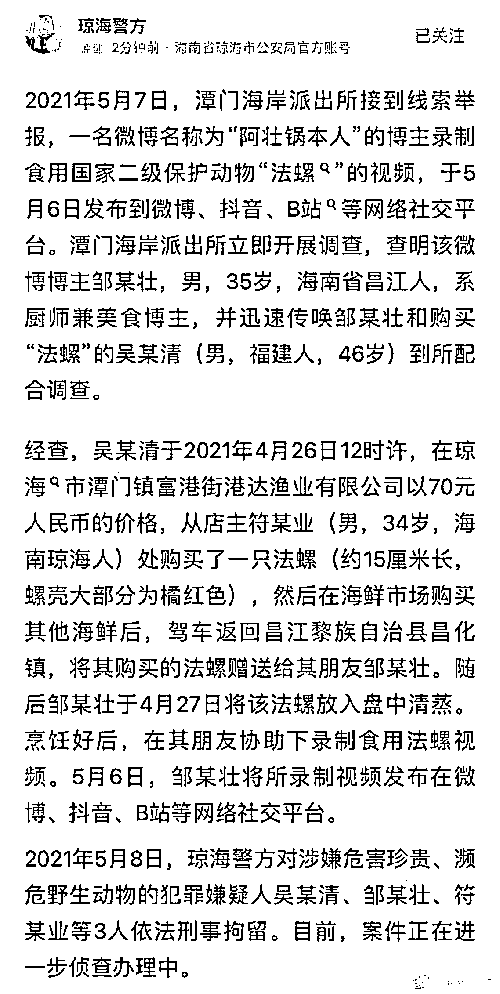 琼海警方
2分钟前·海南省琼海市公安局官方账号
已关注
2021年5月7日，潭门海岸派出所接到线索举
报，一名微博名称为“阿壮锅本人”的博主录制
食用国家二级保护动物“法螺”的视频，于5
月6日发布到微博、抖音、B站等网络社交平
台。潭门海岸派出所立即开展调查，查明该微
博博主邹某壮，男，35岁，海南省昌江人，系
厨师兼美食博主，并迅速传唤邹某壮和购买
“法螺”的吴某清（男，福建人，46岁）到所配
合调查。
经查，吴某清于2021年4月26日12时许，在琼
海市潭门镇富港街港达渔业有限公司以70元
人民币的价格，从店主符某业（男，34岁，海
南琼海人）处购买了一只法螺（约15厘米长，
螺壳大部分为橘红色），然后在海鲜市场购买
其他海鲜后，驾车返回昌江黎族自治县昌化
镇，将其购买的法螺赠送给其朋友邹某壮。随
后邹某壮于4月27日将该法螺放入盘中清蒸。
烹饪好后，在其朋友协助下录制食用法螺视
频。5月6日，邹某壮将所录制视频发布在微
博、抖音、B站等网络社交平台。
2021年5月8日，琼海警方对涉嫌危害珍贵、濒
危野生动物的犯罪嫌疑人吴某清、邹某壮、符
某业等3人依法刑事拘留。目前，案件正在进
一步侦查办理中。